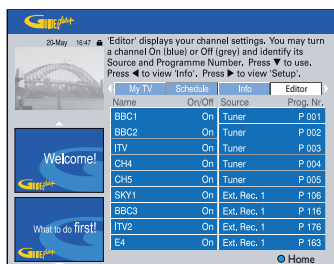 GUIDE plus+
20-May 16:47
'Editor' displays your channel settings. You may turn
a channel On (blue) or Off (grey) and identify its
Source and Programme Number. Press ▼ to use.
Press ◄ to view 'Info'. Press ► to view 'Setup'.
My TV Schedule Info Editor
Name On/Off Source Prog. Nr.
BBC1 On Tuner P 001
BBC2 On Tuner P 002
ITV On Tuner P 003
CH4 On Tuner P 004
CH5 On Tuner P 005
SKY1 On Ext. Rec. 1 P 106
BBC3 On Ext. Rec. 1 P 116
ITV2 On Ext. Rec. 1 P 176
E4 On Ext. Rec. 1 P 163
Welcome!
GUIDE plus+
What to do first!
GUIDE plus+
Home